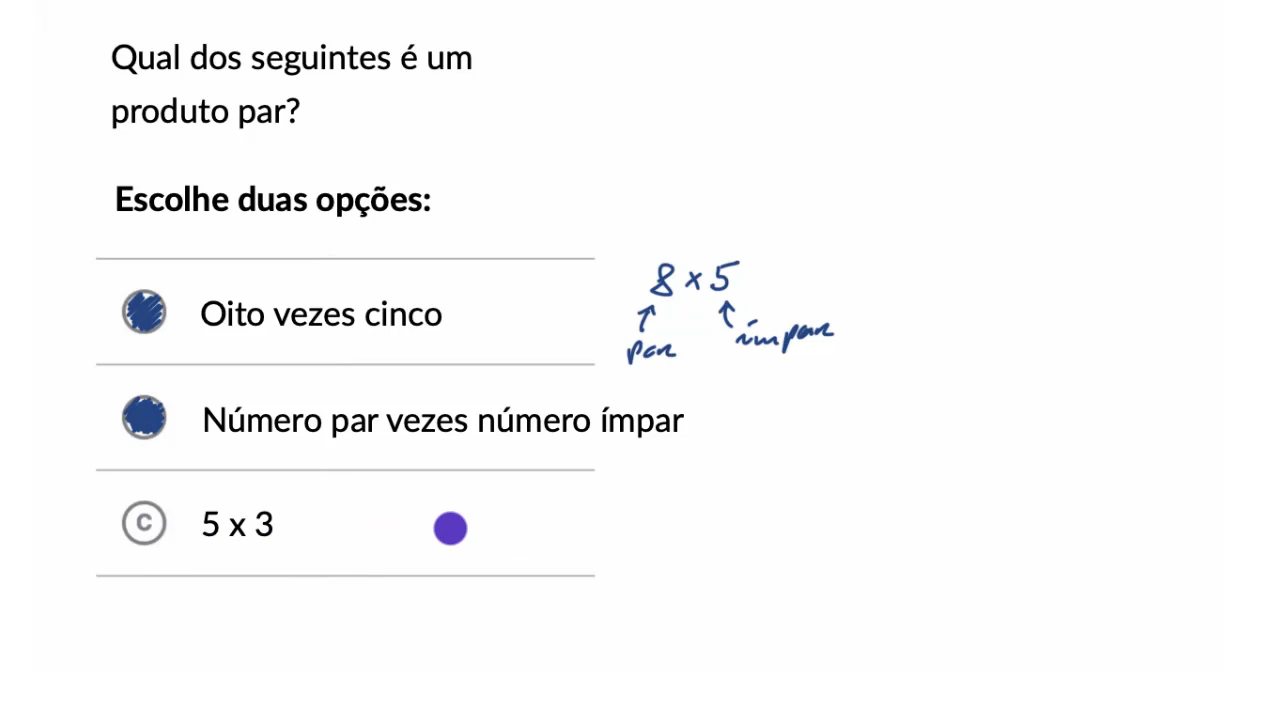 Qual dos seguintes é um
produto par?
Escolhe duas opções:
8 x 5
Oito vezes cinco
par
ímpar
Número par vezes número ímpar
C
5 x 3